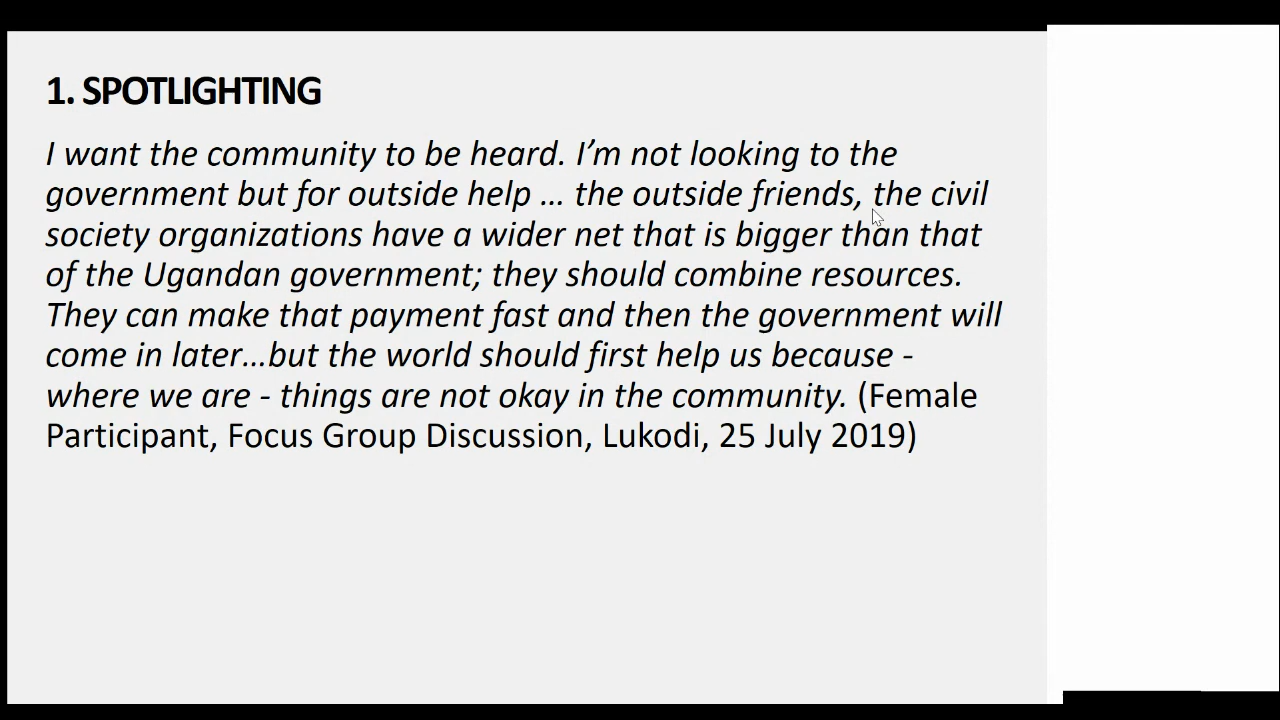 1. SPOTLIGHTING
I want the community to be heard. I’m not looking to the
government but for outside help ... the outside friends, the civil
society organizations have a wider net that is bigger than that
of the Ugandan government; they should combine resources.
They can make that payment fast and then the government will
come in later...but the world should first help us because -
where we are - things are not okay in the community. (Female
Participant, Focus Group Discussion, Lukodi, 25 July 2019)